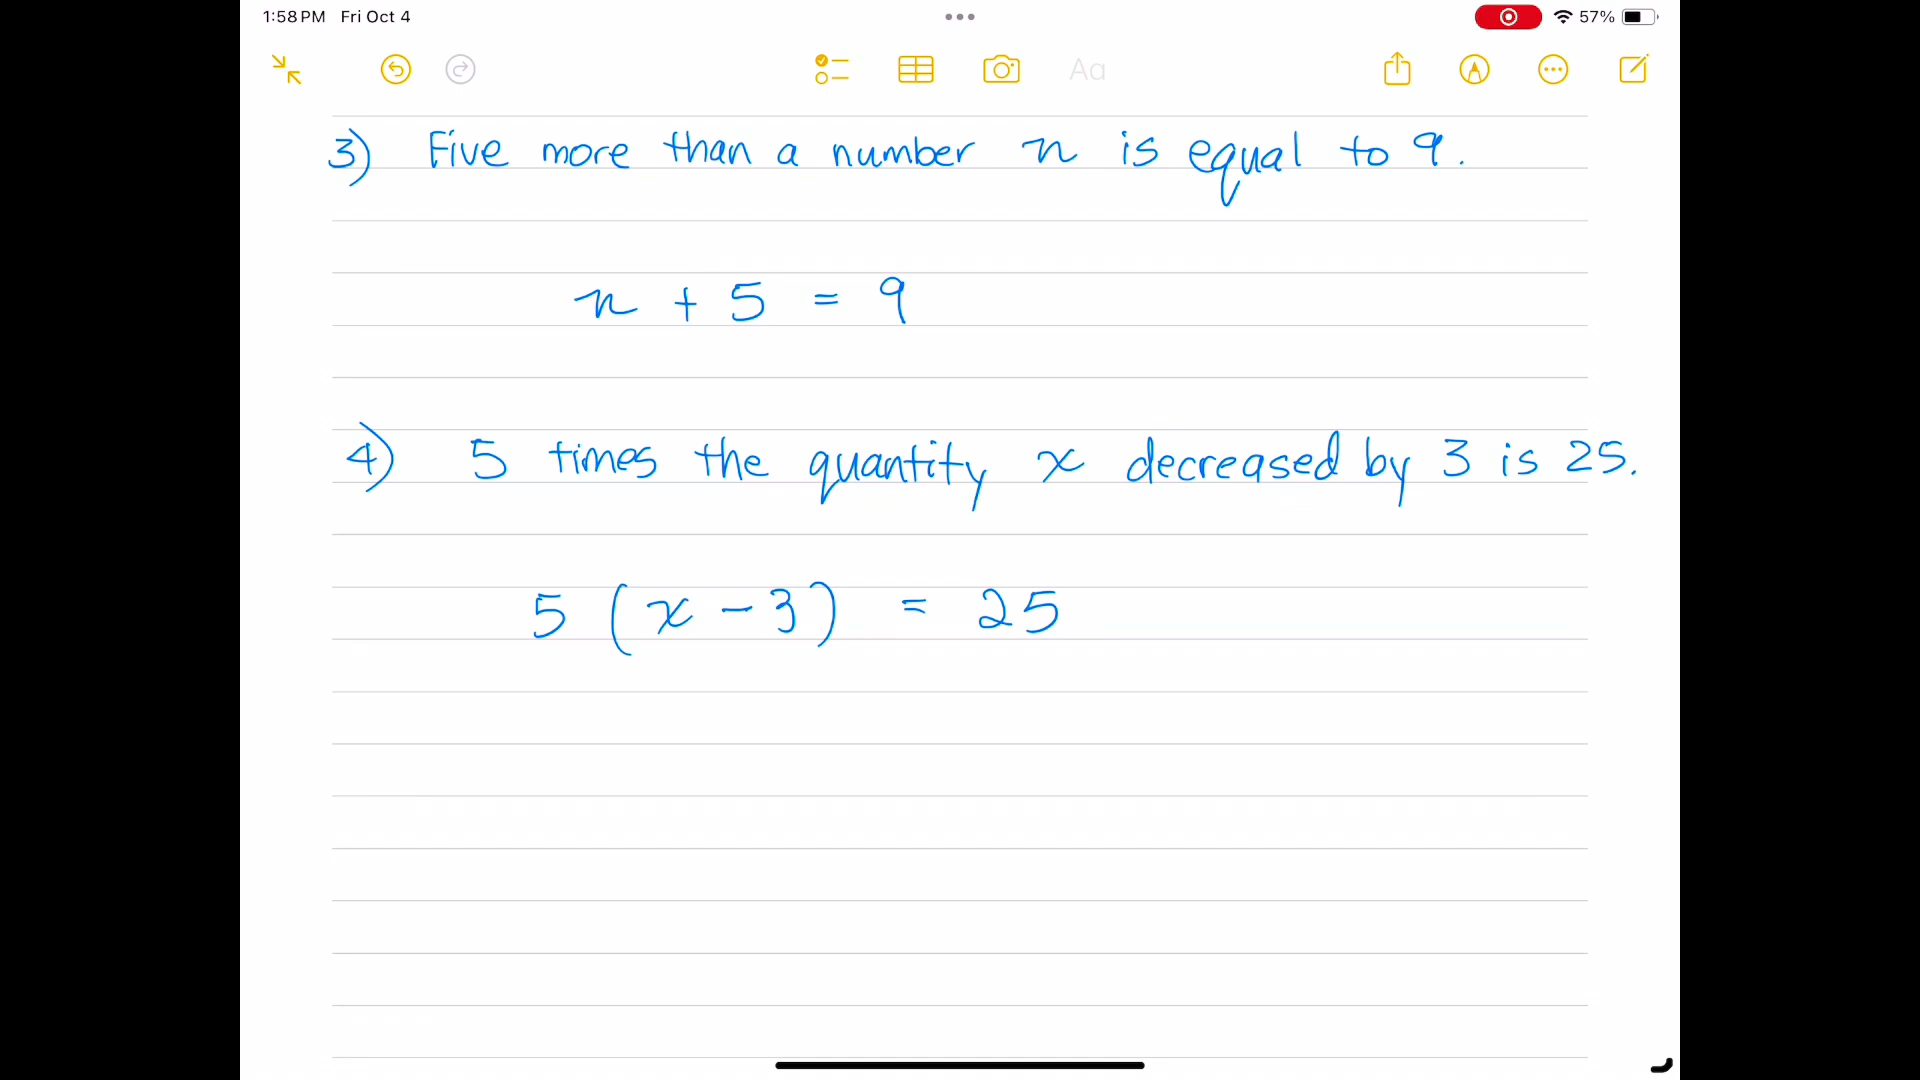 1:58 PM Fri Oct 4
57%
Aa
3) Five more than a number n is equal to 9.
n + 5 = 9
4) 5 times the quantity x decreased by 3 is 25.
5 (x - 3) = 25